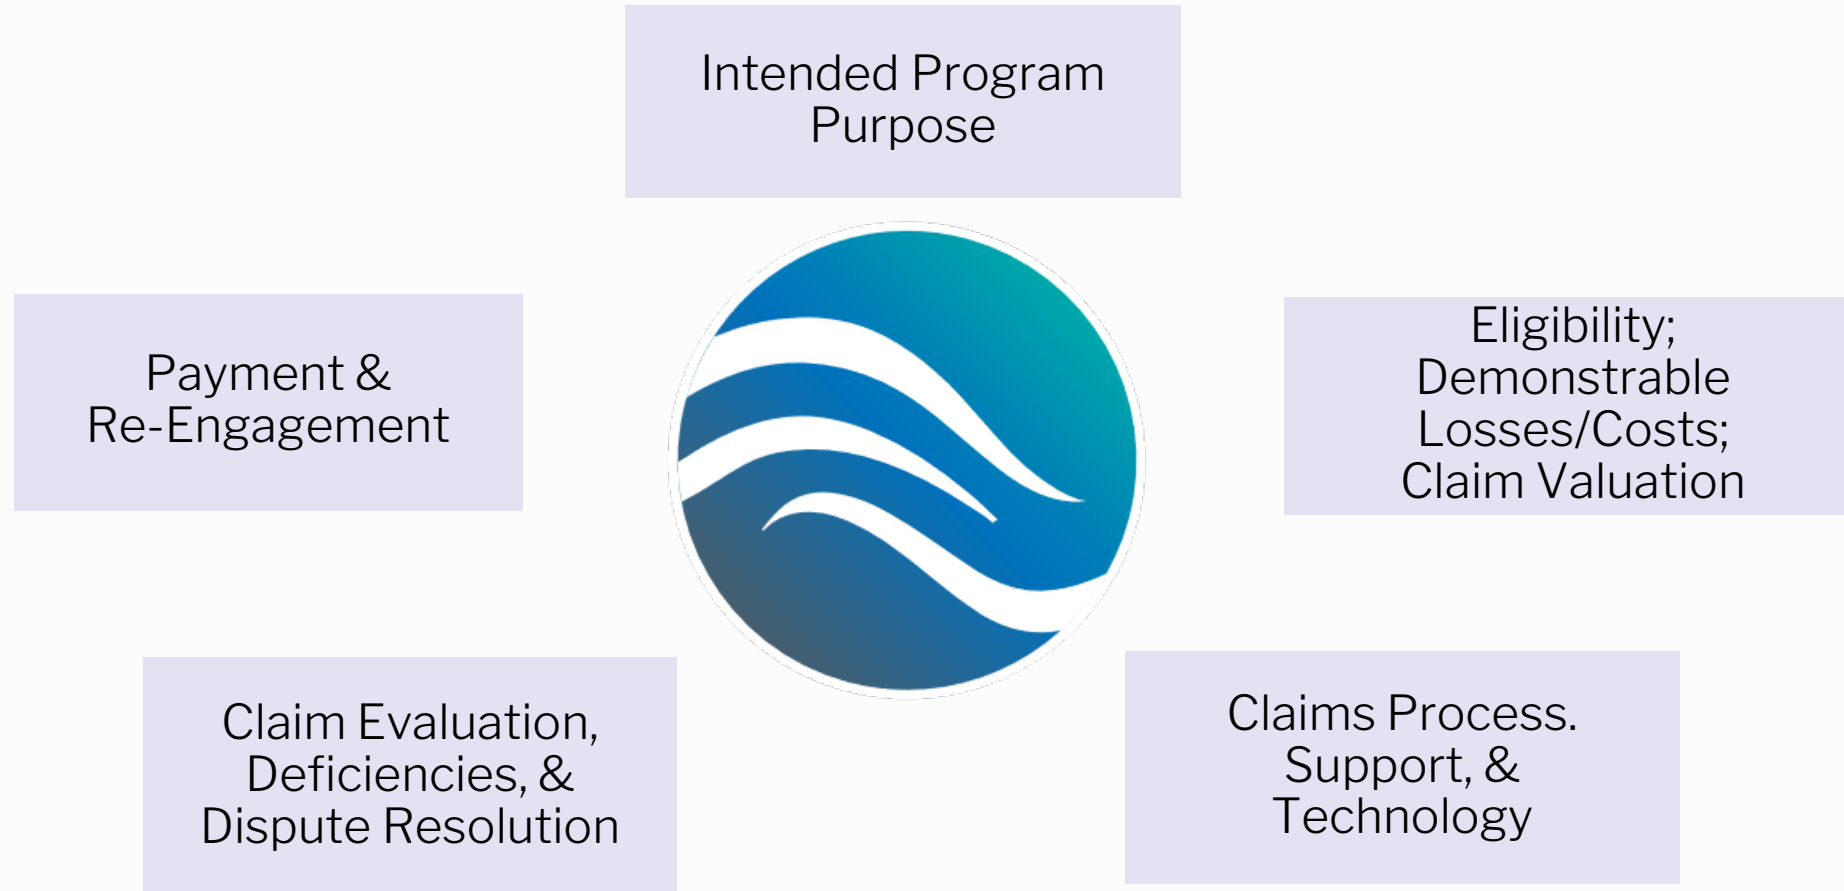 Intended Program
Purpose
Payment &
Re-Engagement
Eligibility;
Demonstrable
Losses/Costs;
Claim Valuation
Claim Evaluation,
Deficiencies, &
Dispute Resolution
Claims Process.
Support, &
Technology